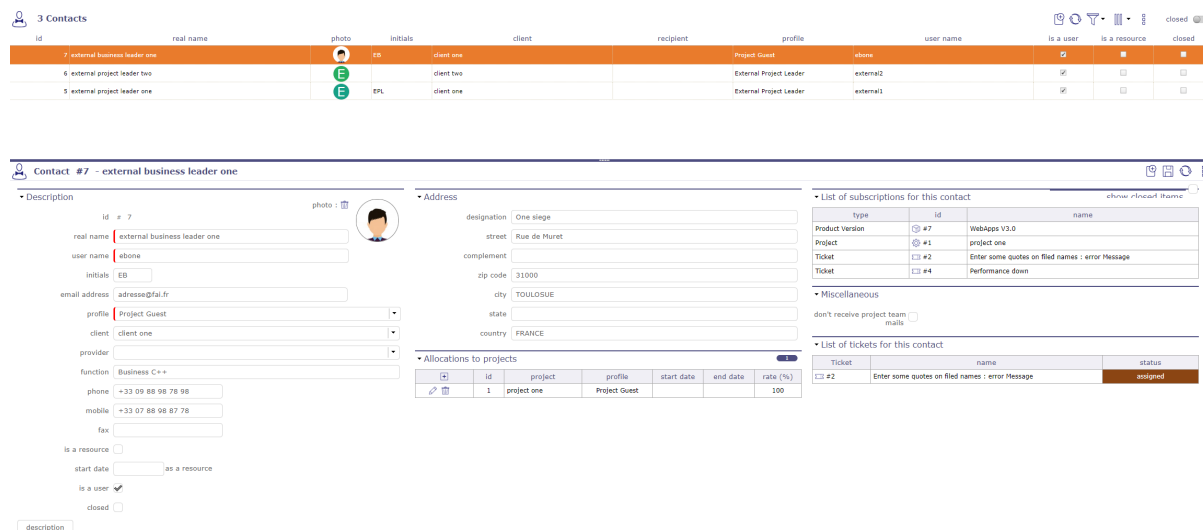 3 Contacts
closed
id real name photo initials client recipient profile user name is a user is a resource closed
7 external business leader one EB client one Project Guest ebone
6 external project leader two E client two External Project Leader external2
5 external project leader one E EPL client one External Project Leader external1
Contact #7 - external business leader one
Description
photo :
id # 7
real name external business leader one
user name ebone
initials EB
email address adresse@fai.fr
profile Project Guest
client client one
provider
function Business C++
phone +33 09 88 98 78 98
mobile +33 07 88 98 87 78
fax
is a resource
start date as a resource
is a user
closed
description
Address
designation One siege
street Rue de Muret
complement
zip code 31000
city TOULOSUE
state
country FRANCE
Allocations to projects 1
id project profile start date end date rate (%)
1 project one Project Guest 100
List of subscriptions for this contact show closed items
type id name
Product Version #7 WebApps V3.0
Project #1 project one
Ticket #2 Enter some quotes on filed names : error Message
Ticket #4 Performance down
Miscellaneous
don't receive project team
mails
List of tickets for this contact
Ticket name status
#2 Enter some quotes on filed names : error Message assigned